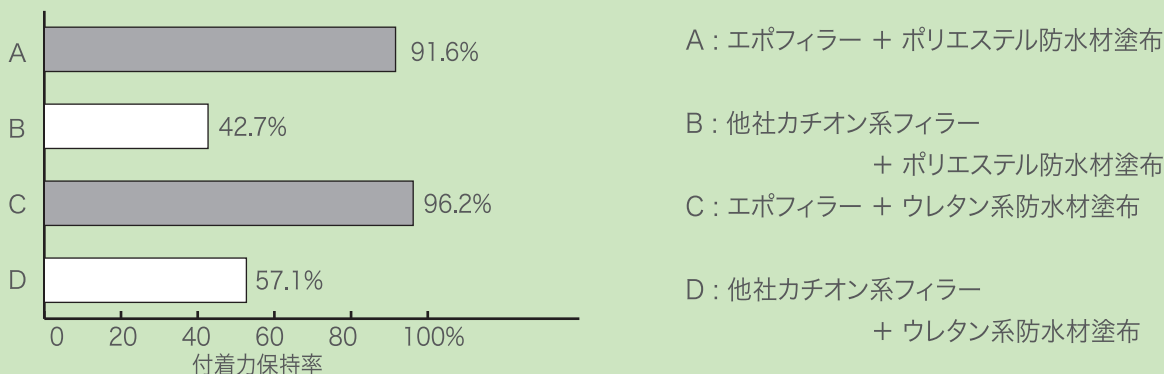 A
91.6%
B
42.7%
C
96.2%
D
57.1%
0 20 40 60 80 100%
付着力保持率
A : エポフィラー + ポリエステル防水材塗布
B : 他社カチオン系フィラー
+ ポリエステル防水材塗布
C : エポフィラー + ウレタン系防水材塗布
D : 他社カチオン系フィラー
+ ウレタン系防水材塗布